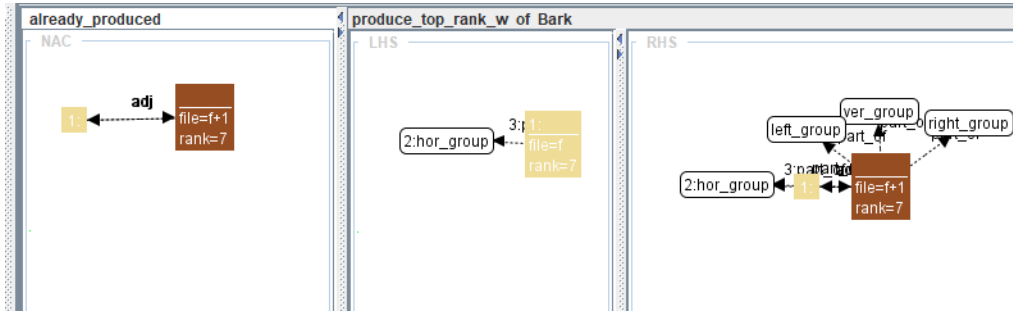 already_produced
produce_top_rank_w of Bark
NAC
LHS
RHS
adj
1:
file=f+1
rank=7
2:hor_group
1:
file=f
rank=7
ver_group
left_group
right_group
part_of
2:hor_group
1:
file=f+1
rank=7